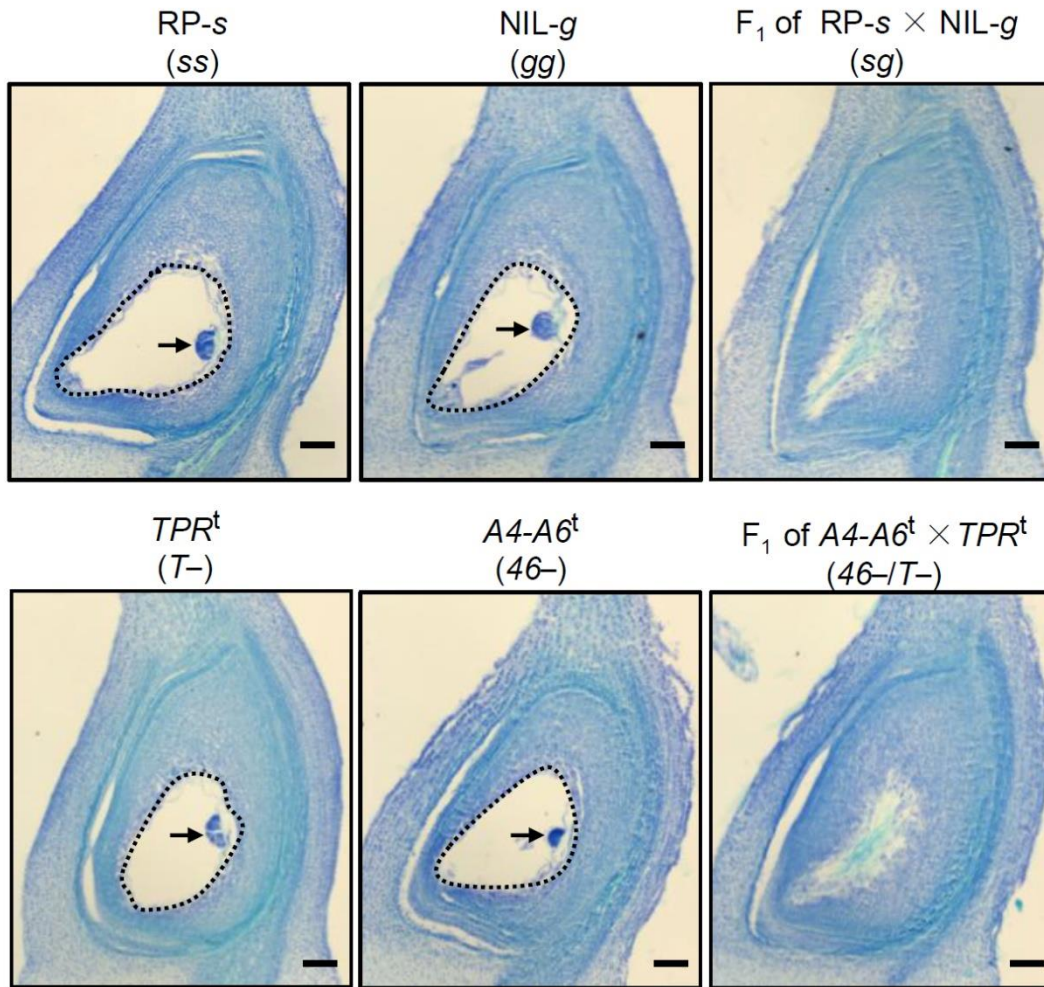 RP-s
(ss)
NIL-g
(gg)
F₁ of RP-s × NIL-g
(sg)
TPRᵗ
(T–)
A4-A6ᵗ
(46–)
F₁ of A4-A6ᵗ × TPRᵗ
(46–/T–)